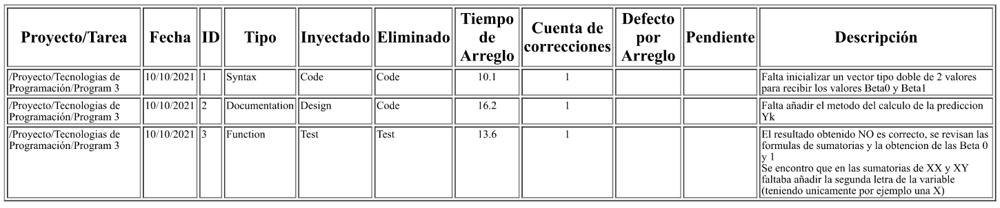 Proyecto/Tarea Fecha ID Tipo Inyectado Eliminado Tiempo de Arreglo Cuenta de correcciones Defecto por Arreglo Pendiente Descripción
/Proyecto/Tecnologias de 10/10/2021 1 Syntax Code Code 10.1 1 Falta inicializar un vector tipo doble de 2 valores
Programación/Program 3 para recibir los valores Beta0 y Beta1
/Proyecto/Tecnologias de 10/10/2021 2 Documentation Design Code 16.2 1 Falta añadir el metodo del calculo de la prediccion
Programación/Program 3 Yk
/Proyecto/Tecnologias de 10/10/2021 3 Function Test Test 13.6 1 El resultado obtenido NO es correcto, se revisan las
Programación/Program 3 formulas de sumatorias y la obtencion de las Beta 0
y 1
Se encontro que en las sumatorias de XX y XY
faltaba añadir la segunda letra de la variable
(teniendo unicamente por ejemplo una X)